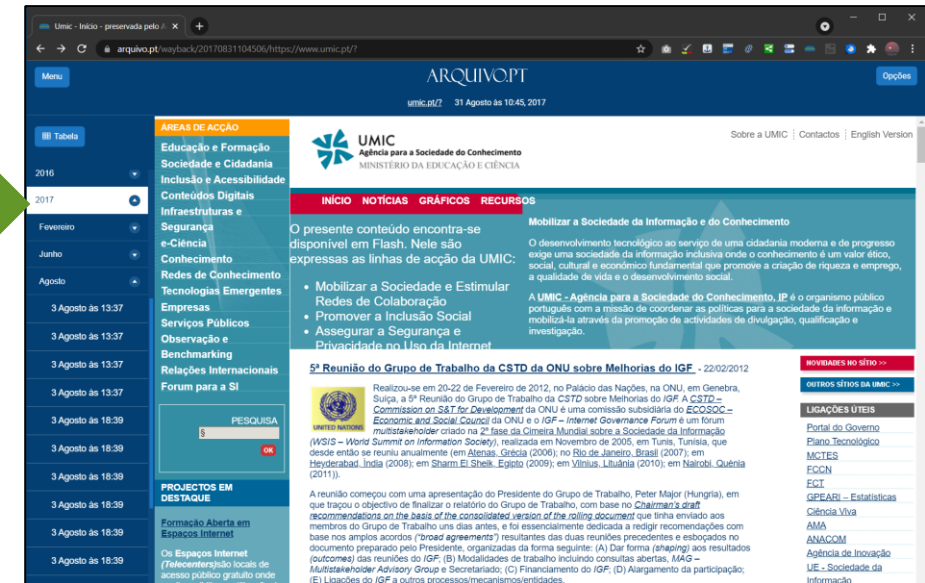 Umic - Início - preservada pelo A
arquivo.pt/wayback/20170831104506/https://www.umic.pt/?
Menu
ARQUIVO.PT
Opções
umic.pt/? 31 Agosto às 10:45, 2017
Tabela
2016
2017
Fevereiro
Junho
Agosto
3 Agosto às 13:37
3 Agosto às 13:37
3 Agosto às 13:37
3 Agosto às 13:37
3 Agosto às 18:39
3 Agosto às 18:39
3 Agosto às 18:39
3 Agosto às 18:39
3 Agosto às 18:39
3 Agosto às 18:39
ÁREAS DE ACÇÃO
Educação e Formação
Sociedade e Cidadania
Inclusão e Acessibilidade
Conteúdos Digitais
Infraestruturas e
Segurança
e-Ciência
Conhecimento
Redes de Conhecimento
Tecnologias Emergentes
Empresas
Serviços Públicos
Observação e
Benchmarking
Relações Internacionais
Forum para a SI
PESQUISA
§
OK
PROJECTOS EM
DESTAQUE
Formação Aberta em
Espaços Internet
Os Espaços Internet
(Telecenters)são locais de
acesso público gratuito onde
UMIC
Agência para a Sociedade do Conhecimento
MINISTÉRIO DA EDUCAÇÃO E CIÊNCIA
Sobre a UMIC | Contactos | English Version
INÍCIO NOTÍCIAS GRÁFICOS RECURSOS
O presente conteúdo encontra-se
disponível em Flash. Nele são
expressas as linhas de acção da UMIC:
• Mobilizar a Sociedade e Estimular
Redes de Colaboração
• Promover a Inclusão Social
• Assegurar a Segurança e
Privacidade no Uso da Internet
Mobilizar a Sociedade da Informação e do Conhecimento
O desenvolvimento tecnológico ao serviço de uma cidadania moderna e de progresso
exige uma sociedade da informação inclusiva onde o conhecimento é um valor ético,
social, cultural e económico fundamental que promove a criação de riqueza e emprego,
a qualidade de vida e o desenvolvimento social.
A UMIC - Agência para a Sociedade do Conhecimento, IP é o organismo público
português com a missão de coordenar as políticas para a sociedade da informação e
mobilizá-la através da promoção de actividades de divulgação, qualificação e
investigação.
5ª Reunião do Grupo de Trabalho da CSTD da ONU sobre Melhorias do IGF - 22/02/2012
UNITED NATIONS
Realizou-se em 20-22 de Fevereiro de 2012, no Palácio das Nações, na ONU, em Genebra,
Suiça, a 5ª Reunião do Grupo de Trabalho da CSTD sobre Melhorias do IGF. A CSTD –
Commission on S&T for Development da ONU é uma comissão subsidiária do ECOSOC –
Economic and Social Council da ONU e o IGF – Internet Governance Forum é um fórum
multistakeholder criado na 2ª fase da Cimeira Mundial sobre a Sociedade da Informação
(WSIS – World Summit on Information Society), realizada em Novembro de 2005, em Tunis, Tunísia, que
desde então se reuniu anualmente (em Atenas, Grécia (2006); no Rio de Janeiro, Brasil (2007); em
Heyderabad, Índia (2008); em Sharm El Sheik, Egipto (2009); em Vilnius, Lituânia (2010); em Nairobi, Quénia
(2011)).
A reunião começou com uma apresentação do Presidente do Grupo de Trabalho, Peter Major (Hungria), em
que traçou o objectivo de finalizar o relatório do Grupo de Trabalho, com base no Chairman's draft
recommendations on the basis of the consolidated version of the rolling document que tinha enviado aos
membros do Grupo de Trabalho uns dias antes, e foi essencialmente dedicada a redigir recomendações com
base nos amplos acordos ("broad agreements") resultantes das duas reuniões precedentes e esboçados no
documento preparado pelo Presidente, organizadas da forma seguinte: (A) Dar forma (shaping) aos resultados
(outcomes) das reuniões do IGF; (B) Modalidades de trabalho incluindo consultas abertas, MAG –
Multistakeholder Advisory Group e Secretariado; (C) Financiamento do IGF; (D) Alargamento da participação;
(E) Ligações do IGF a outros processos/mecanismos/entidades.
NOVIDADES NO SÍTIO >>
OUTROS SÍTIOS DA UMIC >>
LIGAÇÕES ÚTEIS
Portal do Governo
Plano Tecnológico
MCTES
FCCN
FCT
GPEARI – Estatísticas
Ciência Viva
AMA
ANACOM
Agência de Inovação
UE - Sociedade da
Informação